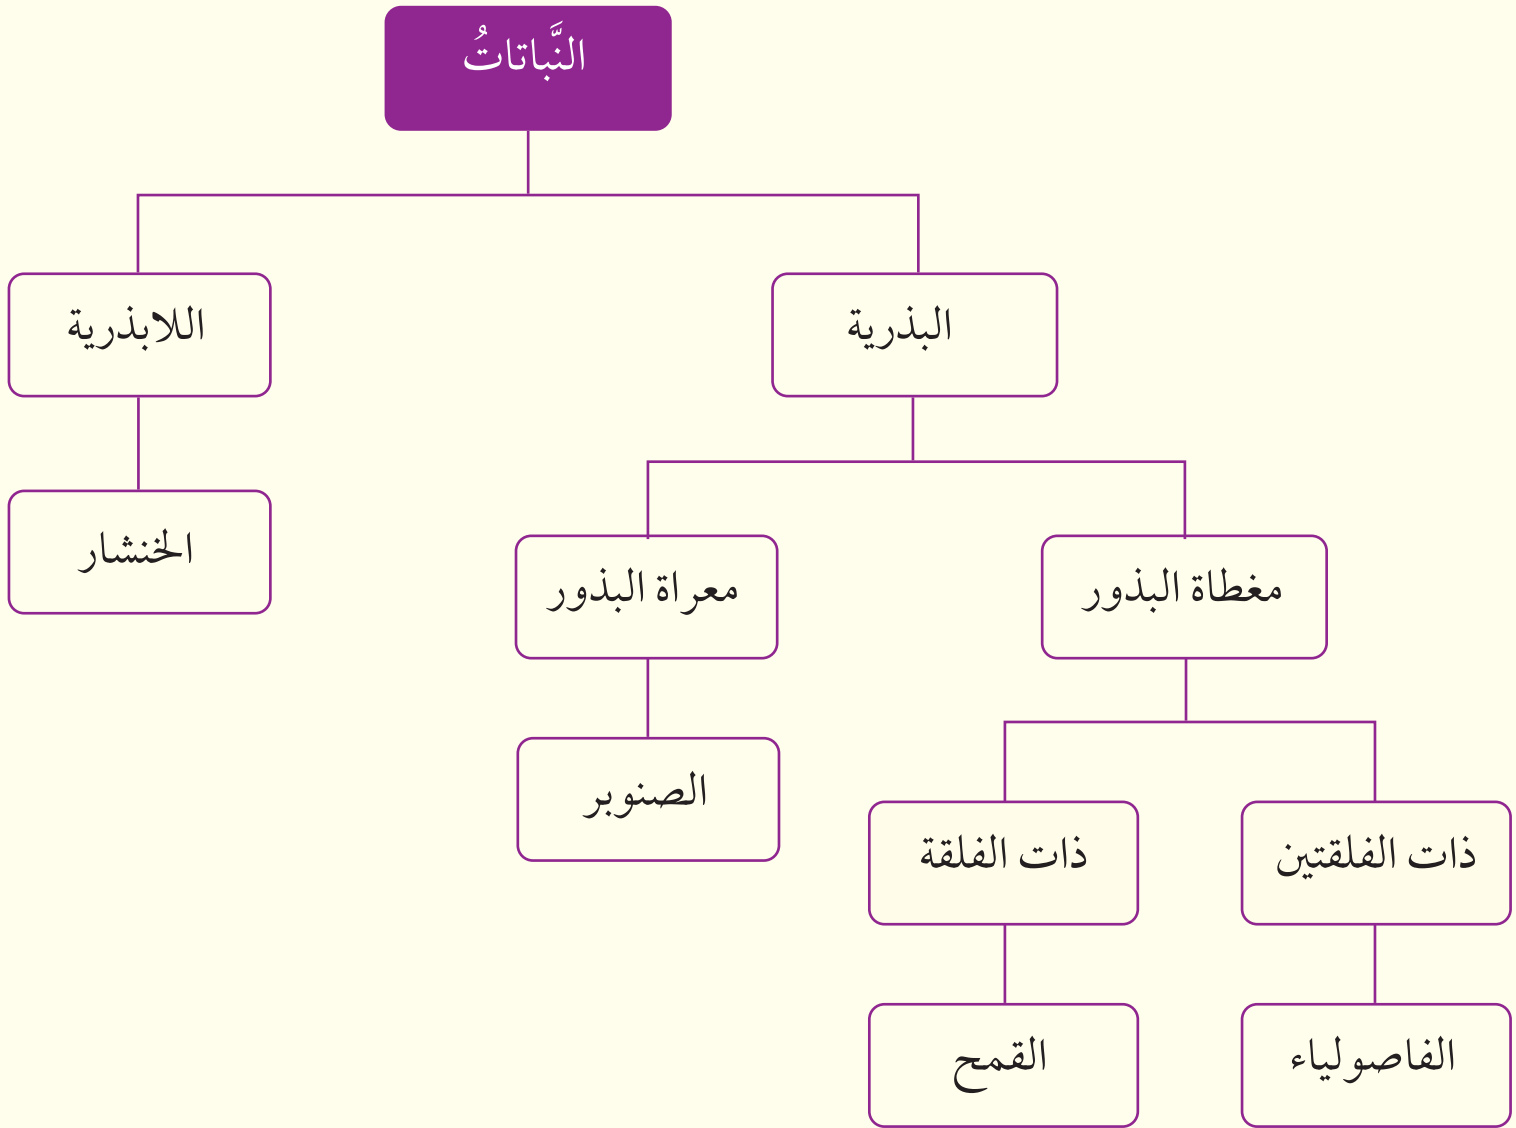 النَّباتاتُ
البذرية
اللابذرية
مغطاة البذور
معراة البذور
الخنشار
ذات الفلقتين
ذات الفلقة
الصنوبر
الفاصولياء
القمح